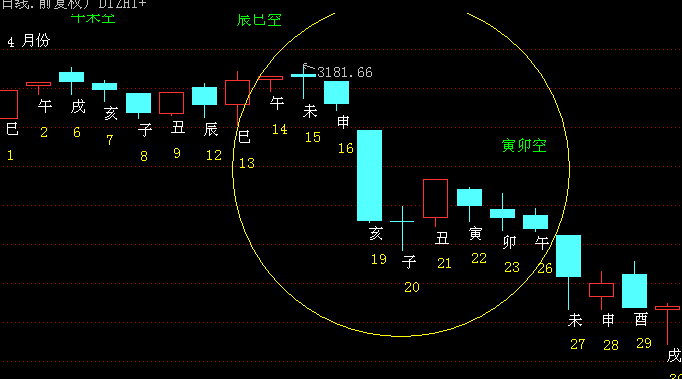 日线.前复权) DIZHI+
午未空
辰巳空
4 月份
3181.66
寅卯空
巳 午 戌 亥 子 丑 辰 巳 午 未 申
1 2 6 7 8 9 12 13 14 15 16
亥 子 丑 寅 卯 午
19 20 21 22 23 26
未 申 酉 戌
27 28 29